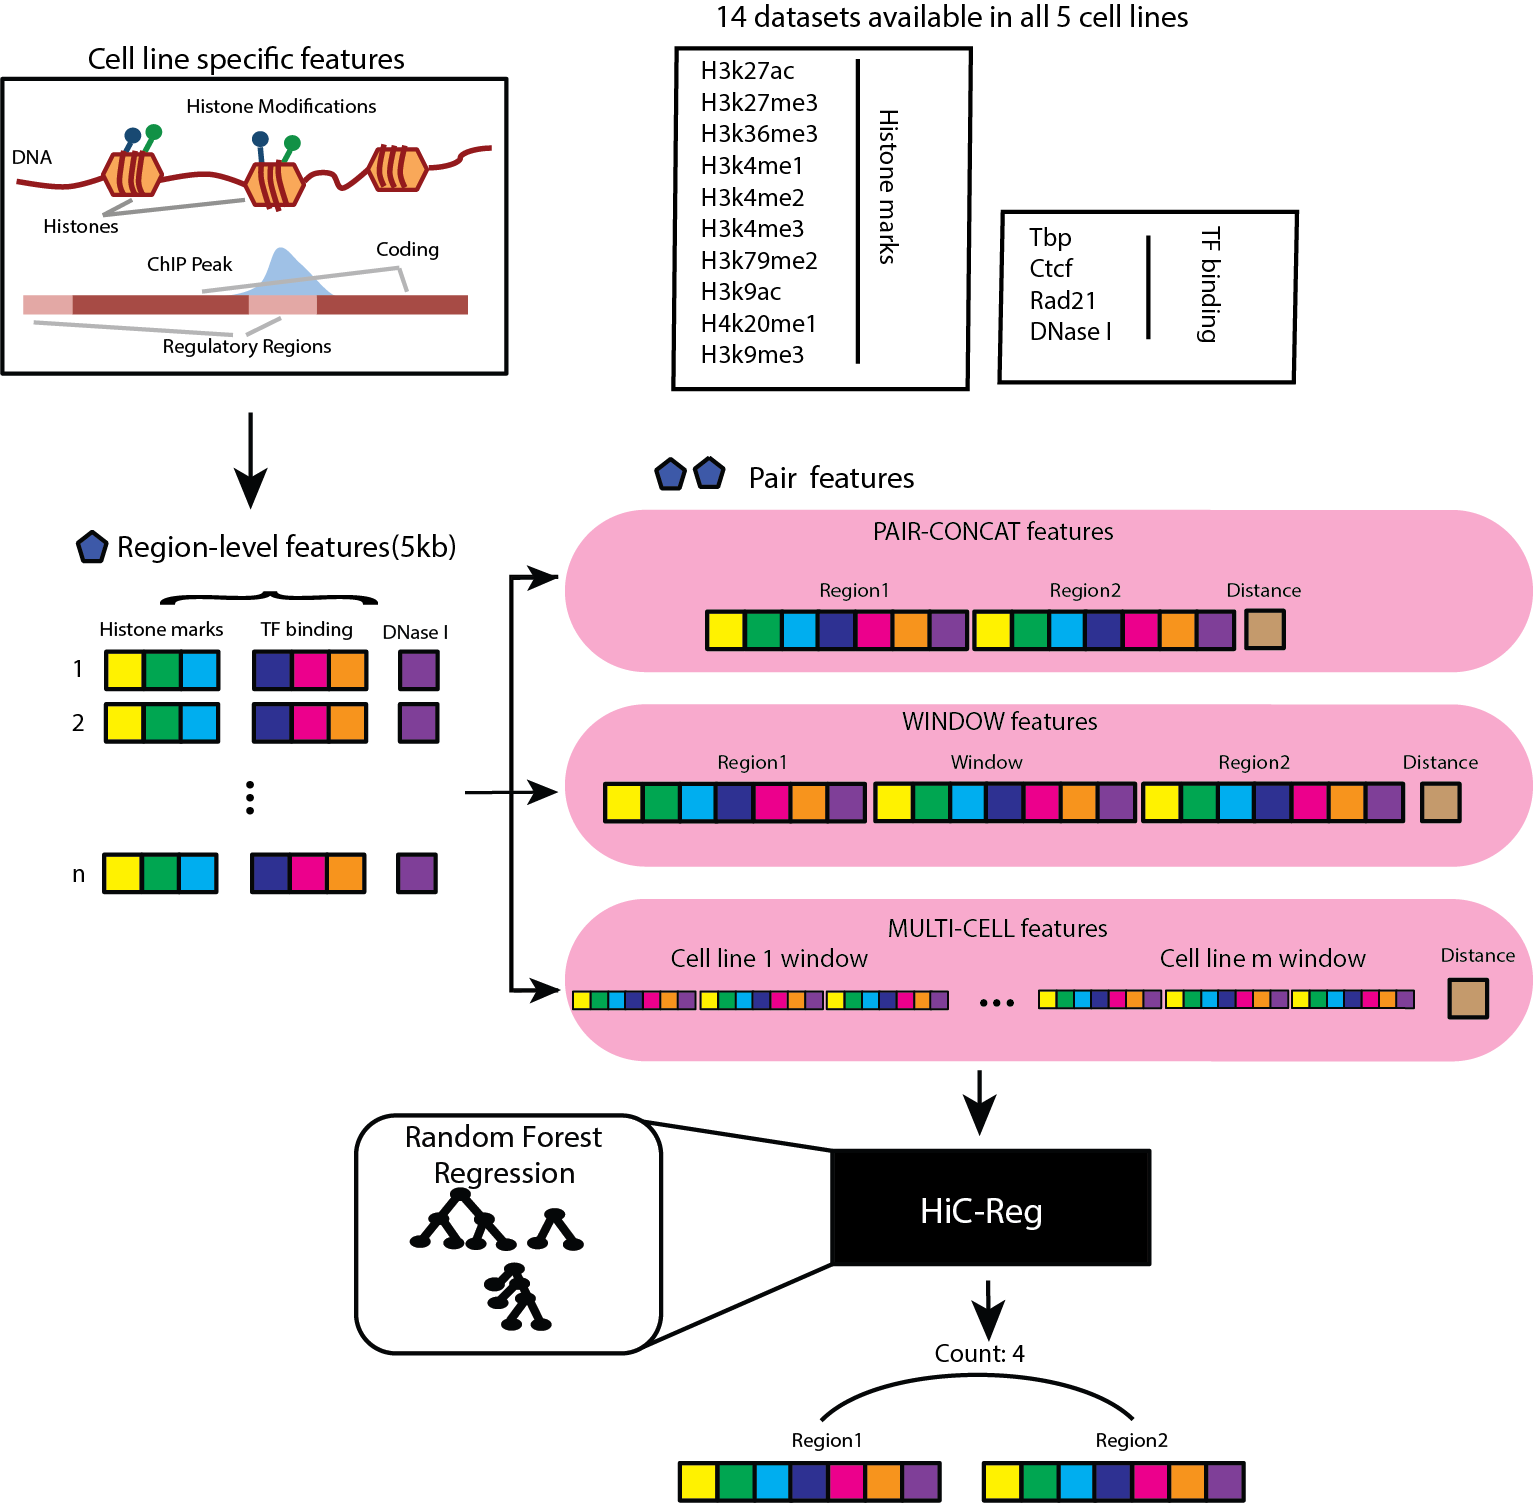 14 datasets available in all 5 cell lines
Cell line specific features
Histone Modifications
DNA
Histones
ChIP Peak
Coding
Regulatory Regions
H3k27ac
H3k27me3
H3k36me3
H3k4me1
H3k4me2
H3k4me3
H3k79me2
H3k9ac
H4k20me1
H3k9me3
Histone marks
Tbp
Ctcf
Rad21
DNase I
TF binding
Region-level features(5kb)
Histone marks TF binding DNase I
1
2
n
Pair features
PAIR-CONCAT features
Region1 Region2 Distance
WINDOW features
Region1 Window Region2 Distance
MULTI-CELL features
Cell line 1 window Cell line m window Distance
Random Forest
Regression
HiC-Reg
Count: 4
Region1 Region2